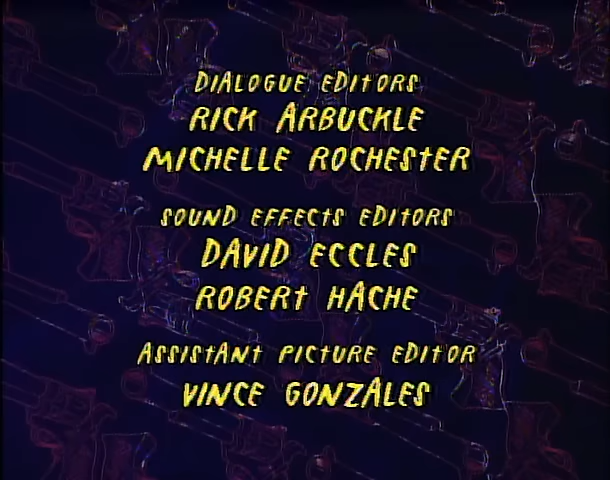 DIALOGUE EDITORS
RICK ARBUCKLE
MICHELLE ROCHESTER
SOUND EFFECTS EDITORS
DAVID ECCLES
ROBERT HACHE
ASSISTANT PICTURE EDITOR
VINCE GONZALES